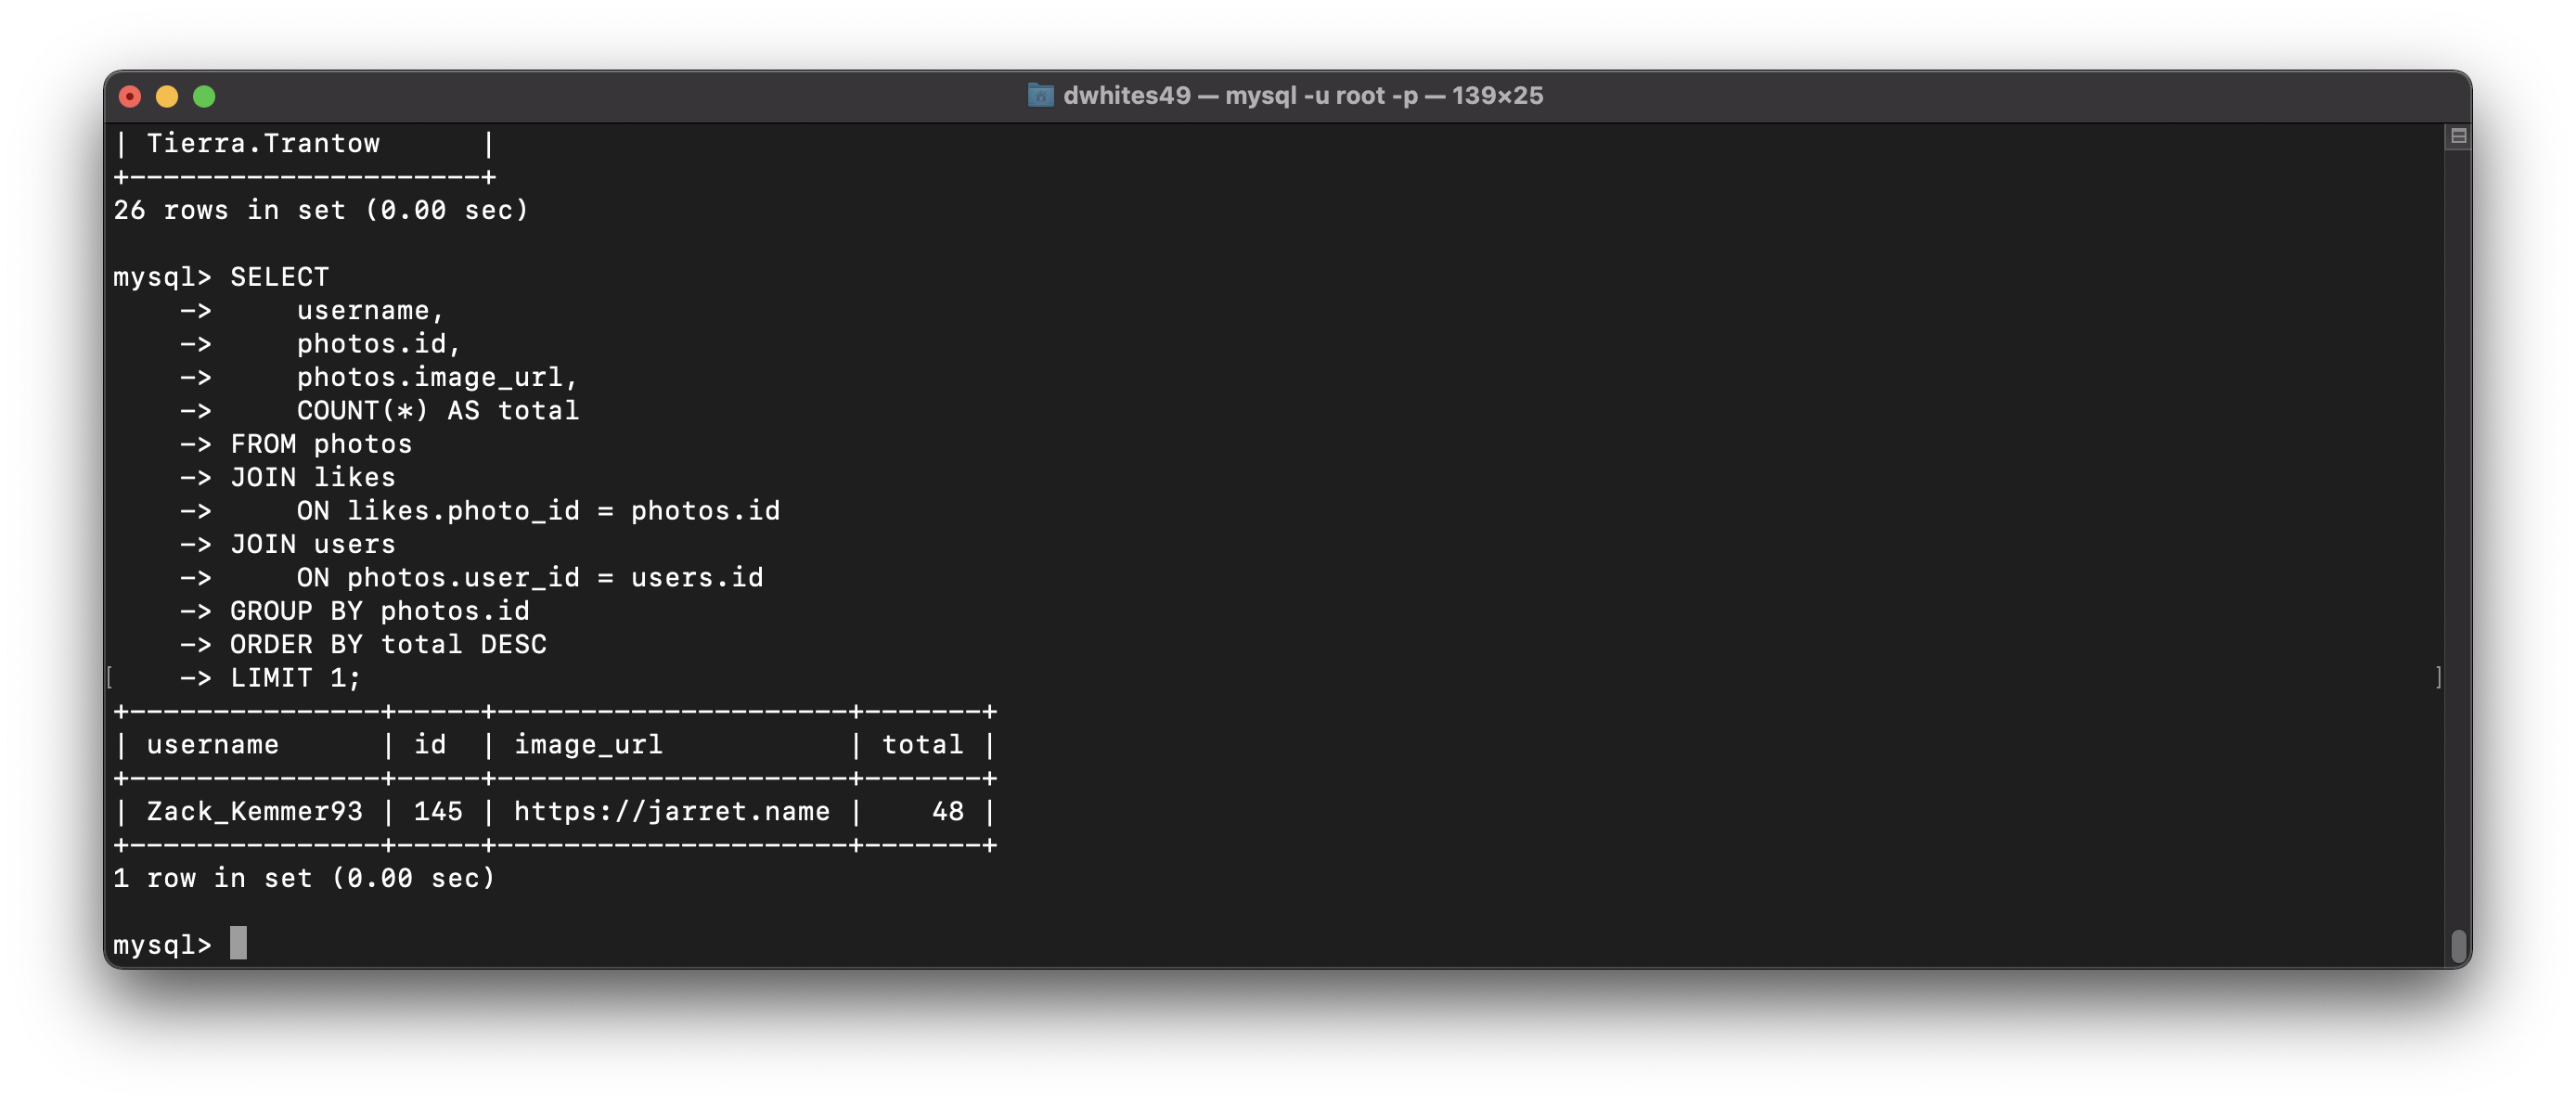 dwhites49 — mysql -u root -p — 139×25
| Tierra.Trantow      |
+---------------------+
26 rows in set (0.00 sec)
mysql> SELECT
    ->     username,
    ->     photos.id,
    ->     photos.image_url,
    ->     COUNT(*) AS total
    -> FROM photos
    -> JOIN likes
    ->     ON likes.photo_id = photos.id
    -> JOIN users
    ->     ON photos.user_id = users.id
    -> GROUP BY photos.id
    -> ORDER BY total DESC
[    -> LIMIT 1; ]
+---------------+-----+---------------------+-------+
| username      | id  | image_url           | total |
+---------------+-----+---------------------+-------+
| Zack_Kemmer93 | 145 | https://jarret.name |    48 |
+---------------+-----+---------------------+-------+
1 row in set (0.00 sec)
mysql>